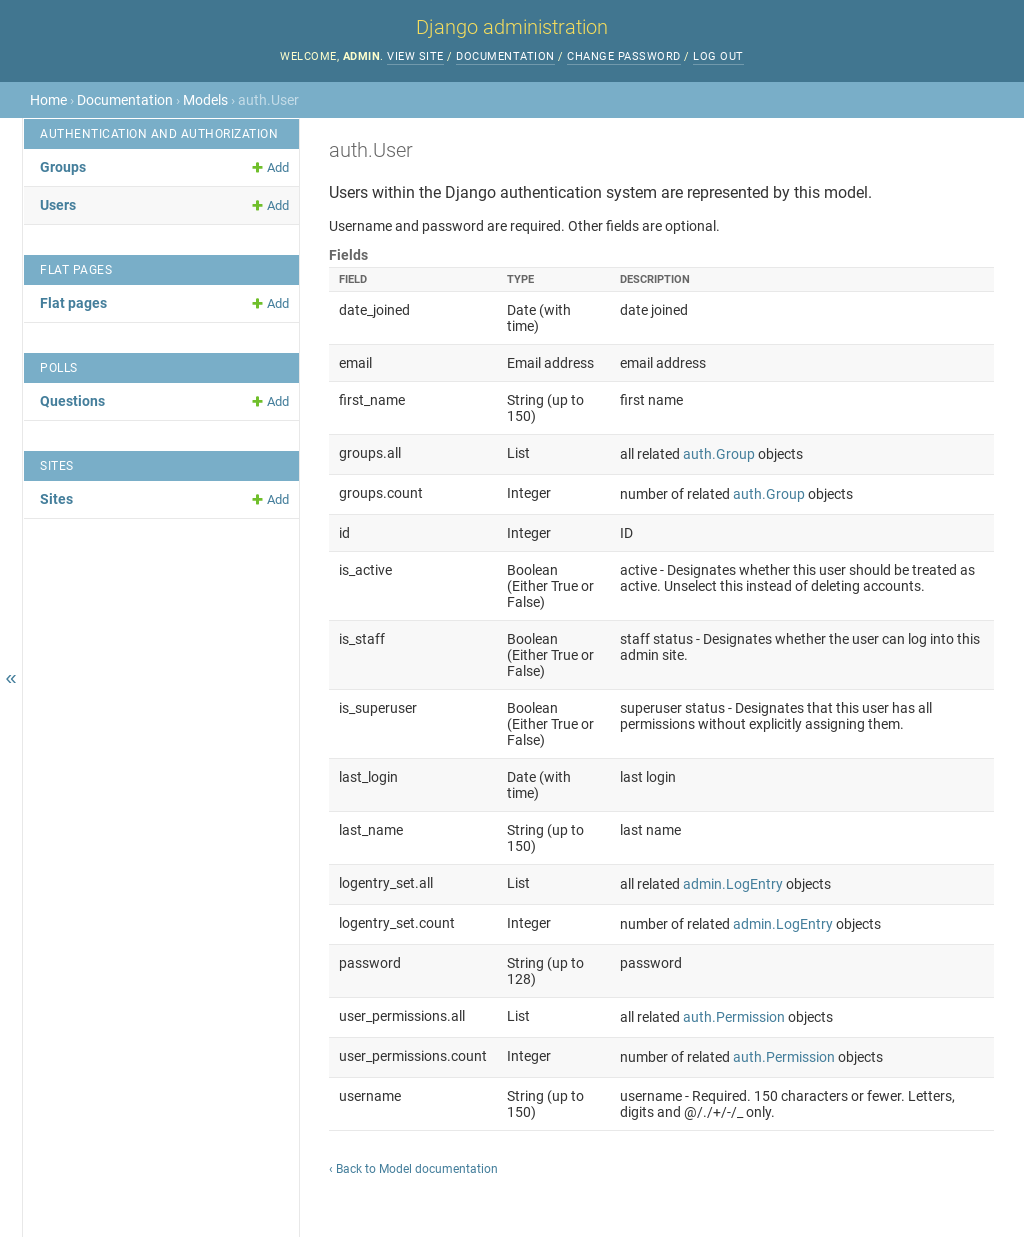 Django administration
WELCOME, ADMIN. VIEW SITE / DOCUMENTATION / CHANGE PASSWORD / LOG OUT
Home › Documentation › Models › auth.User
AUTHENTICATION AND AUTHORIZATION
Groups Add
Users Add
FLAT PAGES
Flat pages Add
POLLS
Questions Add
SITES
Sites Add
«
auth.User
Users within the Django authentication system are represented by this model.
Username and password are required. Other fields are optional.
Fields
FIELD TYPE DESCRIPTION
date_joined Date (with date joined
time)
email Email address email address
first_name String (up to first name
150)
groups.all List all related auth.Group objects
groups.count Integer number of related auth.Group objects
id Integer ID
is_active Boolean active - Designates whether this user should be treated as
(Either True or active. Unselect this instead of deleting accounts.
False)
is_staff Boolean staff status - Designates whether the user can log into this
(Either True or admin site.
False)
is_superuser Boolean superuser status - Designates that this user has all
(Either True or permissions without explicitly assigning them.
False)
last_login Date (with last login
time)
last_name String (up to last name
150)
logentry_set.all List all related admin.LogEntry objects
logentry_set.count Integer number of related admin.LogEntry objects
password String (up to password
128)
user_permissions.all List all related auth.Permission objects
user_permissions.count Integer number of related auth.Permission objects
username String (up to username - Required. 150 characters or fewer. Letters,
150) digits and @/./+/-/_ only.
‹ Back to Model documentation